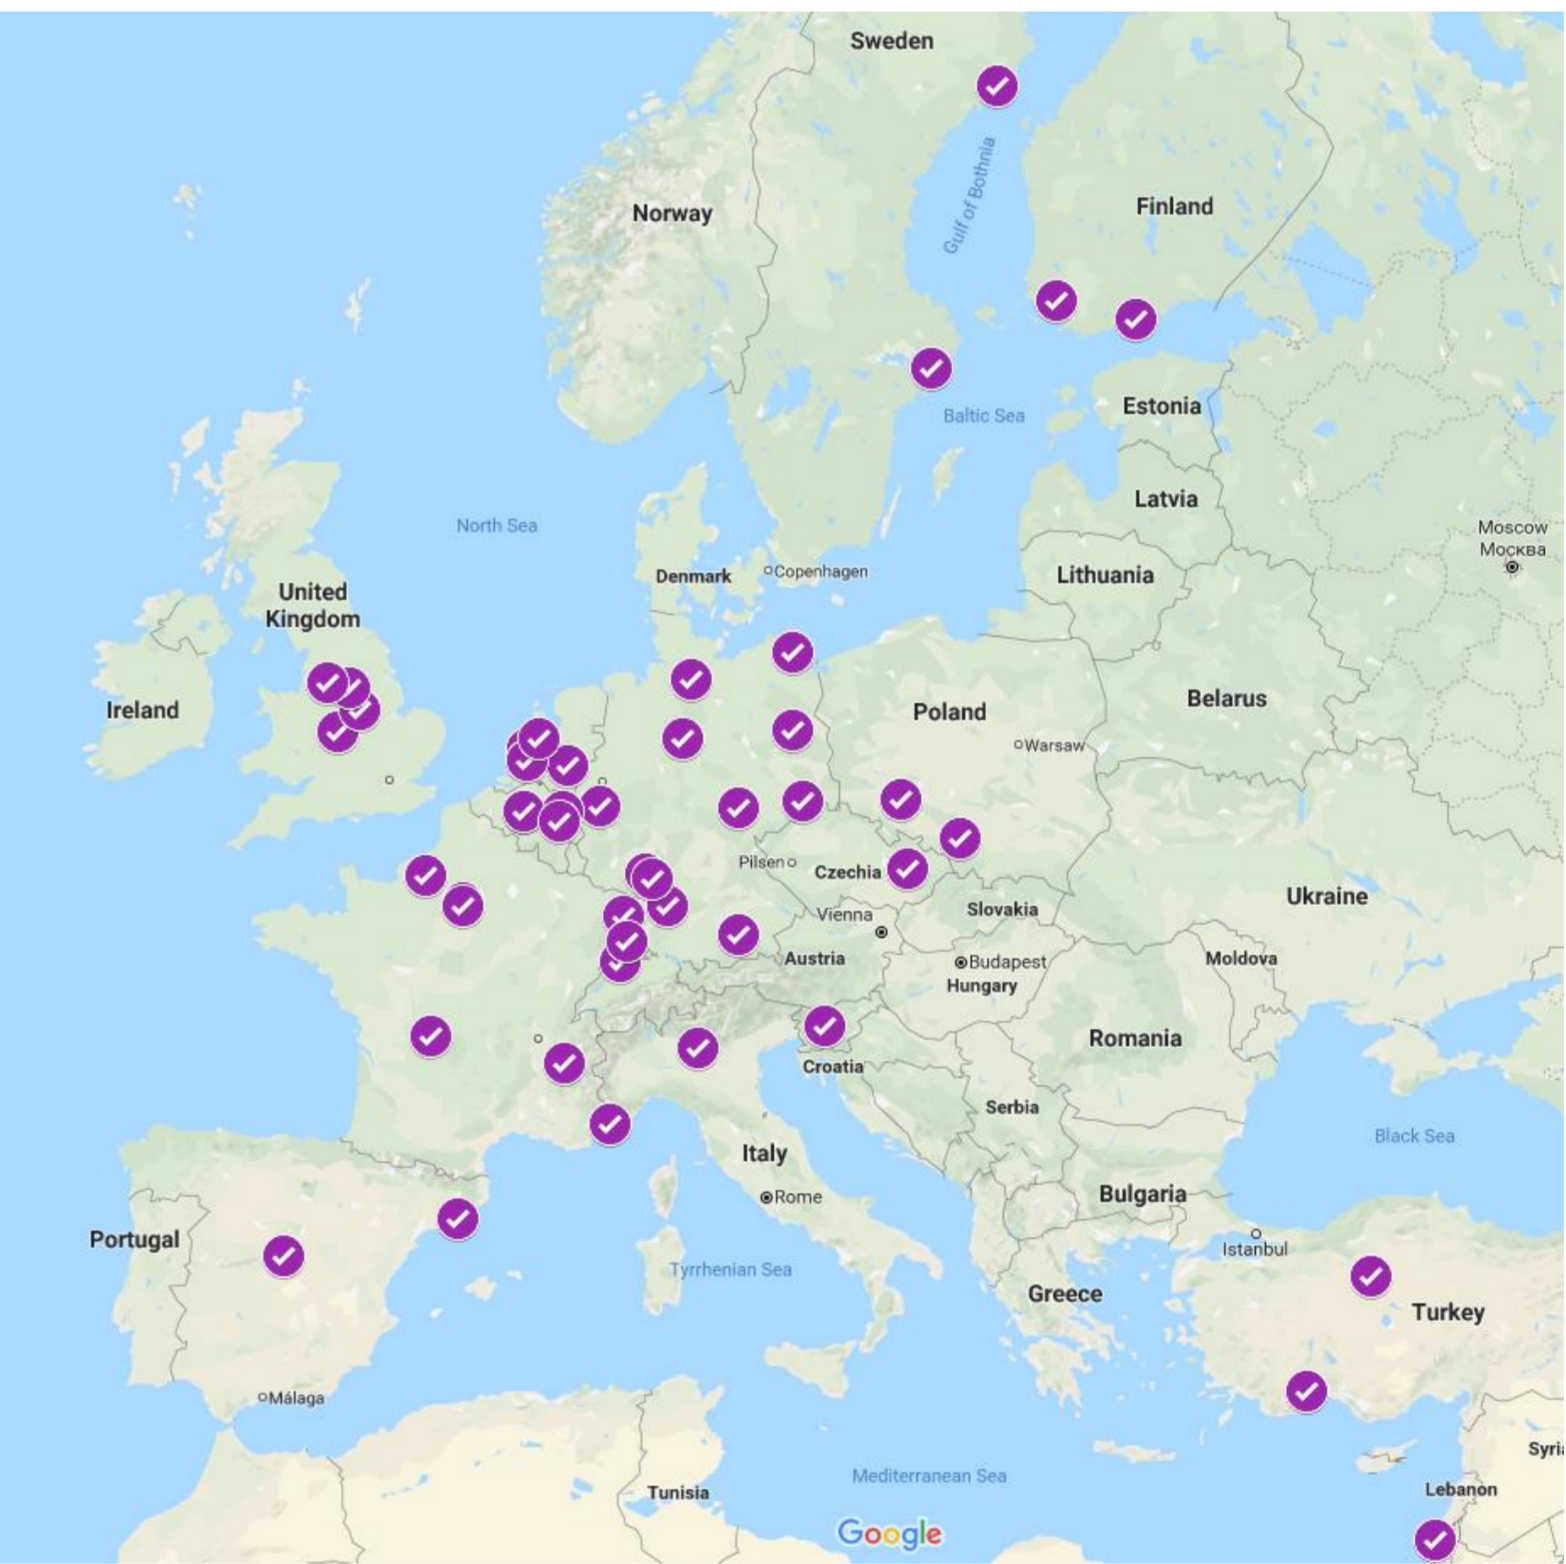 Sweden
Gulf of Bothnia
Norway
Finland
Baltic Sea
Estonia
Latvia
North Sea
Moscow
Москва
Denmark
Copenhagen
Lithuania
United
Kingdom
Ireland
Belarus
Poland
Warsaw
Pilsen
Czechia
Ukraine
Slovakia
Vienna
Austria
Budapest
Hungary
Moldova
Romania
Croatia
Serbia
Black Sea
Italy
Rome
Bulgaria
Portugal
Istanbul
Tyrrhenian Sea
Greece
Turkey
Málaga
Syria
Mediterranean Sea
Lebanon
Tunisia
Google